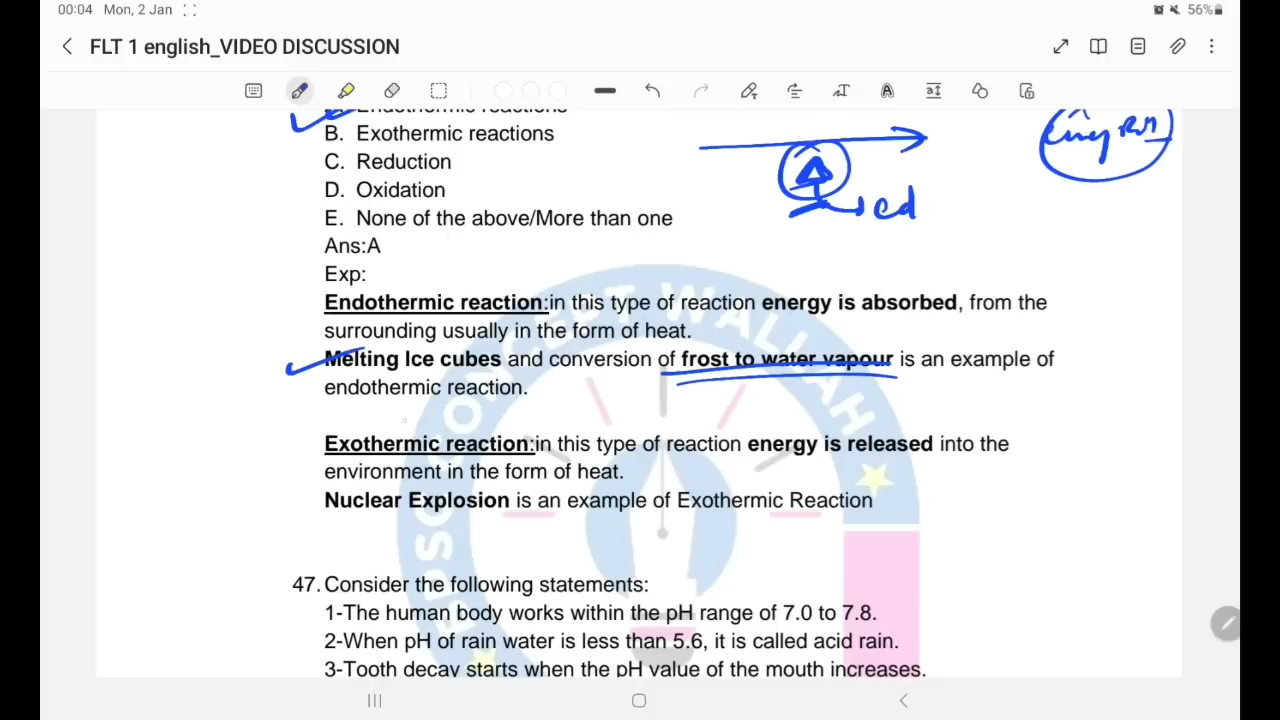 00:04 Mon, 2 Jan
56%
FLT 1 english_VIDEO DISCUSSION
Endothermic reactions
B. Exothermic reactions
C. Reduction
D. Oxidation
E. None of the above/More than one
Ans:A
Exp:
Endothermic reaction:in this type of reaction energy is absorbed, from the
surrounding usually in the form of heat.
Melting Ice cubes and conversion of frost to water vapour is an example of
endothermic reaction.
Exothermic reaction:in this type of reaction energy is released into the
environment in the form of heat.
Nuclear Explosion is an example of Exothermic Reaction
47. Consider the following statements:
1-The human body works within the pH range of 7.0 to 7.8.
2-When pH of rain water is less than 5.6, it is called acid rain.
3-Tooth decay starts when the pH value of the mouth increases.
BPSC CONCEPT WALLAH